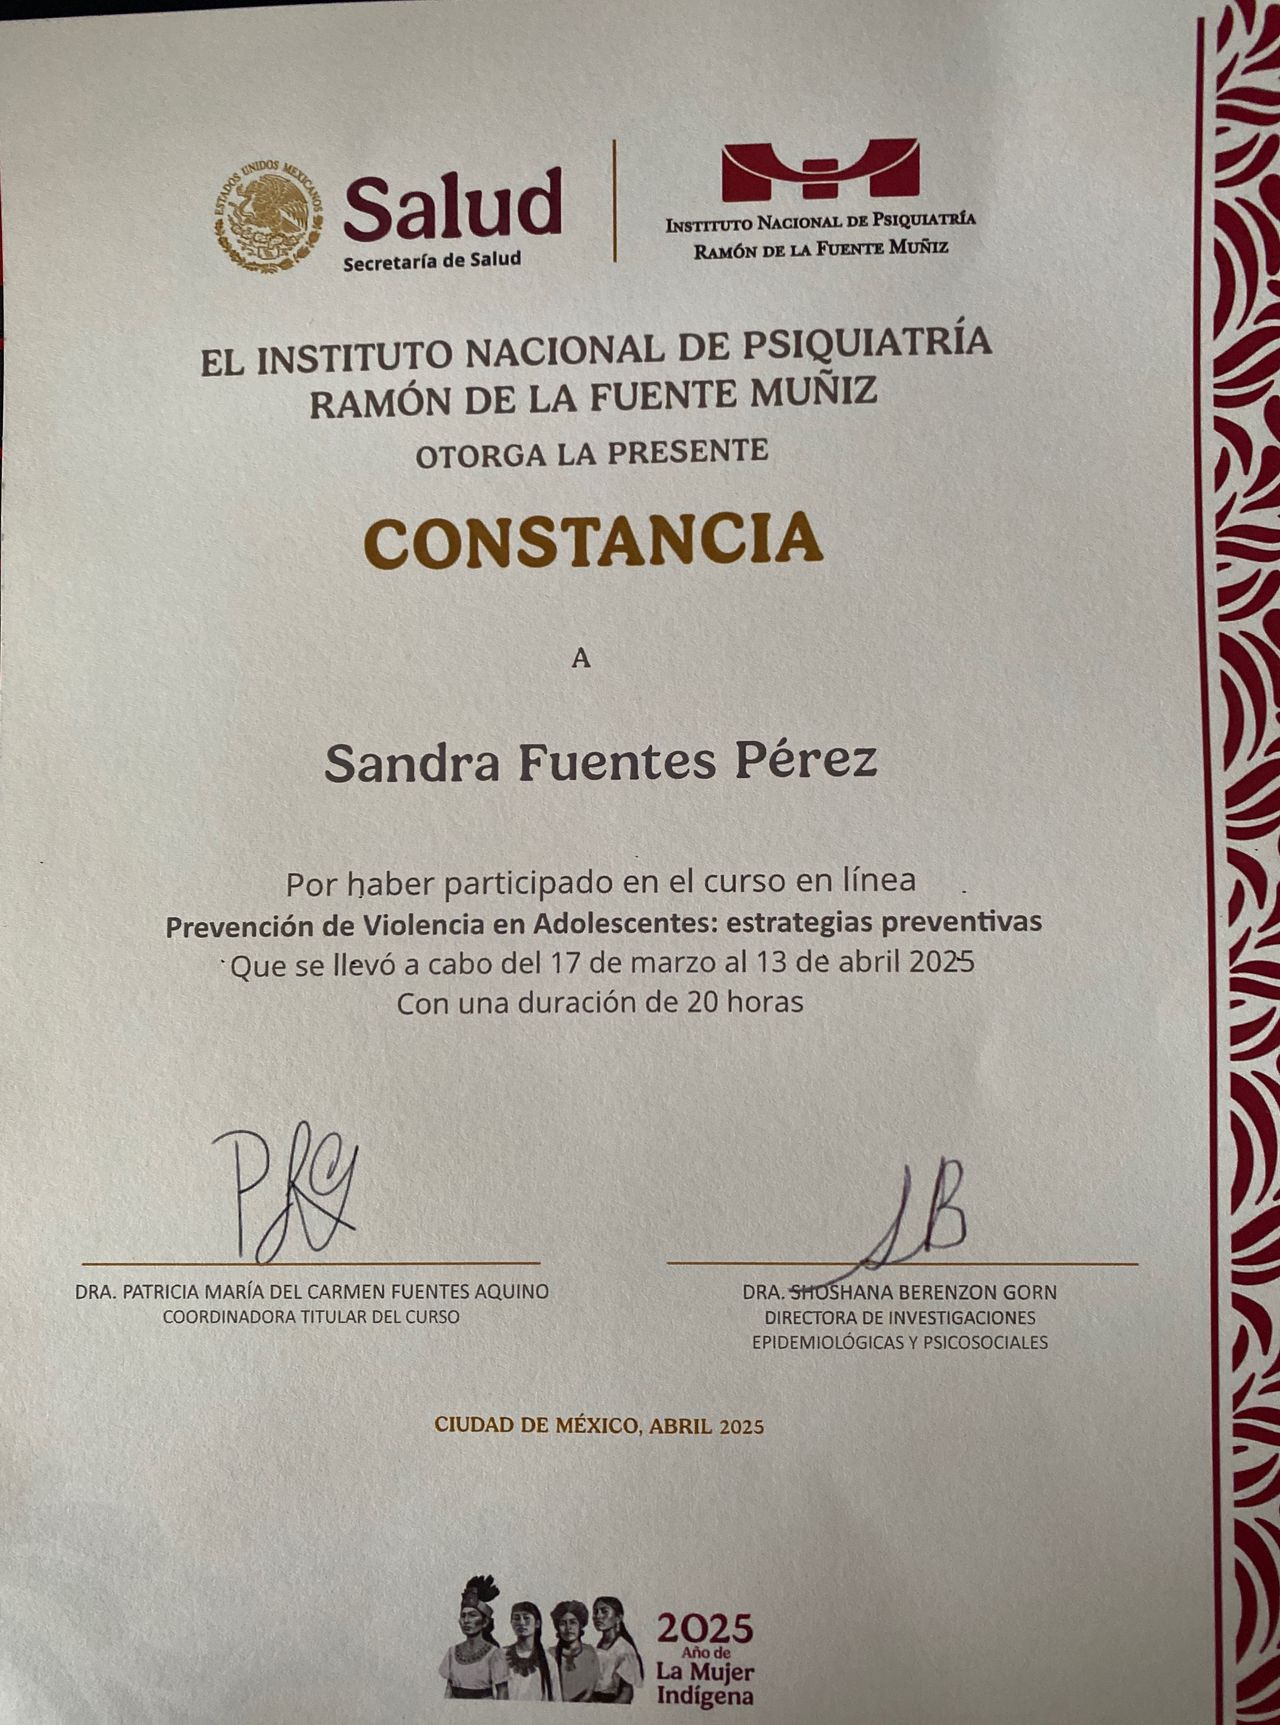 ESTADOS UNIDOS MEXICANOS
Salud
Secretaría de Salud
INSTITUTO NACIONAL DE PSIQUIATRÍA
RAMÓN DE LA FUENTE MUÑIZ
EL INSTITUTO NACIONAL DE PSIQUIATRÍA
RAMÓN DE LA FUENTE MUÑIZ
OTORGA LA PRESENTE
CONSTANCIA
A
Sandra Fuentes Pérez
Por haber participado en el curso en línea
Prevención de Violencia en Adolescentes: estrategias preventivas
Que se llevó a cabo del 17 de marzo al 13 de abril 2025
Con una duración de 20 horas
DRA. PATRICIA MARÍA DEL CARMEN FUENTES AQUINO
COORDINADORA TITULAR DEL CURSO
DRA. SHOSHANA BERENZON GORN
DIRECTORA DE INVESTIGACIONES
EPIDEMIOLÓGICAS Y PSICOSOCIALES
CIUDAD DE MÉXICO, ABRIL 2025
2025
Año de
La Mujer
Indígena